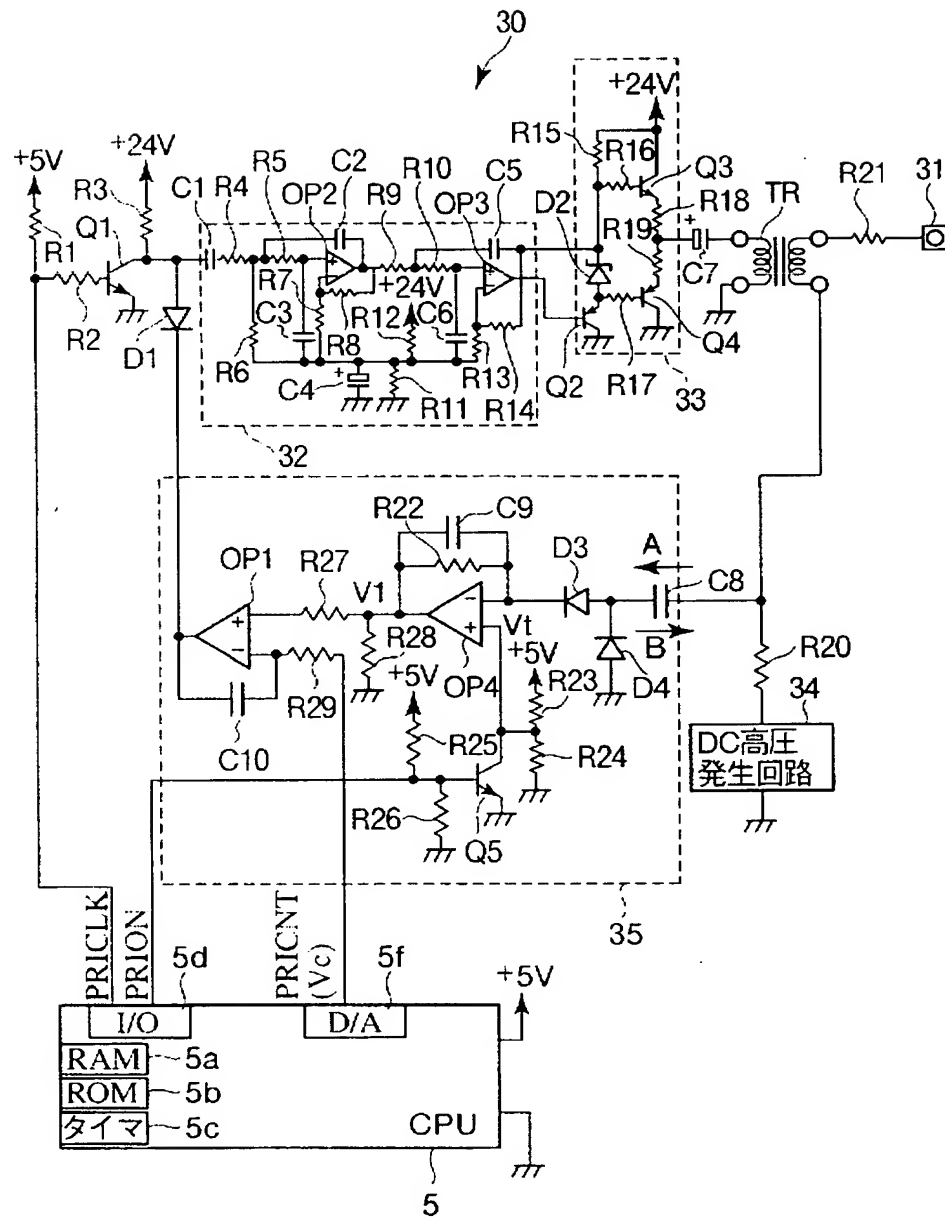 30
+24V
+5V
+24V
R15
R16
Q3
R3
Q1
C1
R4
R5
C2
OP2
R9
R10
C5
OP3
D2
R18
R19
TR
R21
31
R1
R2
D1
R7
C3
R6
R8
+24V
R12
C6
C7
C4
R11
R13
R14
Q2
R17
Q4
33
32
C9
R22
A
D3
C8
OP1
R27
V1
Vt
B
R28
+5V
+5V
OP4
R23
D4
R20
R29
C10
R25
R24
34
DC高圧
発生回路
R26
Q5
PRICLK
PRION
PRICNT
(Vc)
35
5d
5f
+5V
I/O
D/A
RAM
5a
ROM
5b
タイマ
5c
CPU
5